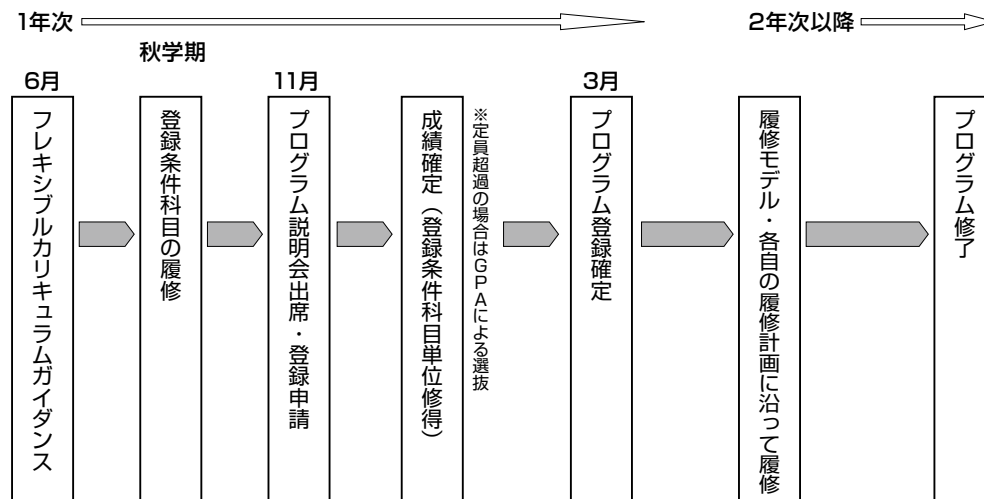 1年次
2年次以降
秋学期
6月
11月
3月
フレキシブルカリキュラムガイダンス
登録条件科目の履修
プログラム説明会出席・登録申請
成績確定（登録条件科目単位修得）
※定員超過の場合はGPAによる選抜
プログラム登録確定
履修モデル・各自の履修計画に沿って履修
プログラム修了